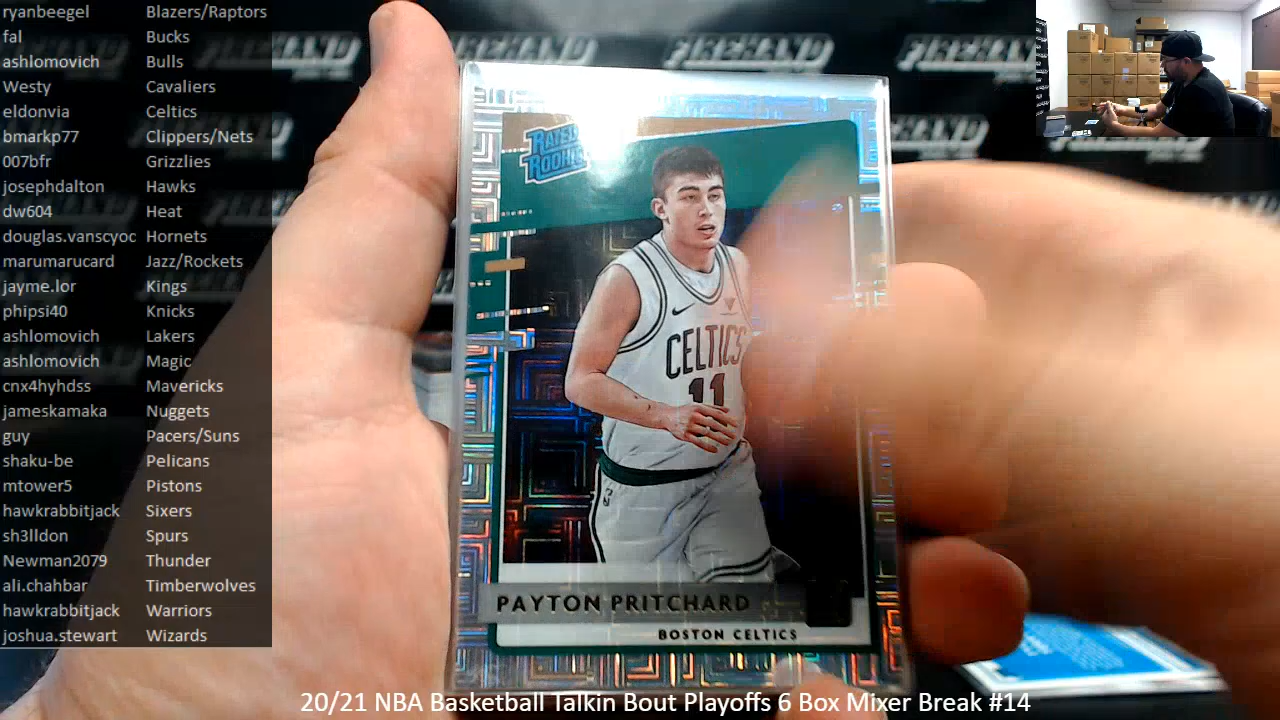 ryanbeegel Blazers/Raptors
fal Bucks
ashlomovich Bulls
Westy Cavaliers
eldonvia Celtics
bmarkp77 Clippers/Nets
007bfr Grizzlies
josephdalton Hawks
dw604 Heat
douglas.vanscyoc Hornets
marumarucard Jazz/Rockets
jayme.lor Kings
phipsi40 Knicks
ashlomovich Lakers
ashlomovich Magic
cnx4hyhdss Mavericks
jameskamaka Nuggets
guy Pacers/Suns
shaku-be Pelicans
mtower5 Pistons
hawkrabbitjack Sixers
sh3lldon Spurs
Newman2079 Thunder
ali.chahbar Timberwolves
hawkrabbitjack Warriors
joshua.stewart Wizards
FIREHAND
FIREHAND
FIREHAND
RATED
ROOKIE
CELTICS
11
PAYTON PRITCHARD
BOSTON CELTICS
20/21 NBA Basketball Talkin Bout Playoffs 6 Box Mixer Break #14